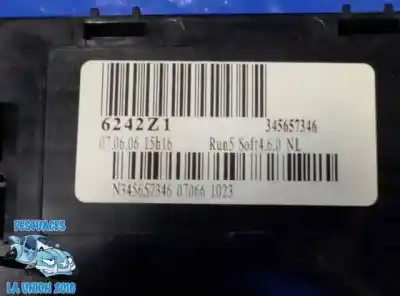 6242Z1 345657346
07.06.06 15h16 Run5 Soft4.6.0 NL
N345657346 07066 1023
DESGUACES
LA UNION 2018